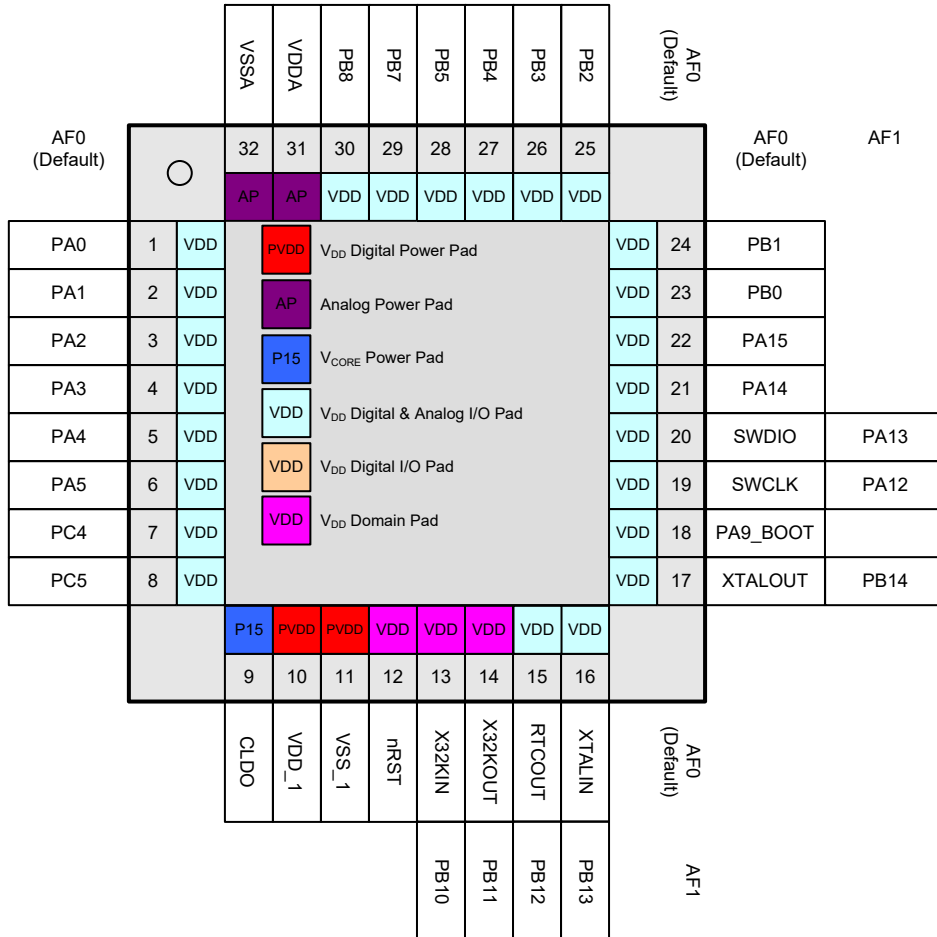 VSSA VDDA PB8 PB7 PB5 PB4 PB3 PB2 AF0 (Default)
AF0 (Default)
AF0 (Default) AF1
32 31 30 29 28 27 26 25
AP AP VDD VDD VDD VDD VDD VDD
PA0 1 VDD PVDD VDD Digital Power Pad VDD 24 PB1
PA1 2 VDD AP Analog Power Pad VDD 23 PB0
PA2 3 VDD P15 VCORE Power Pad VDD 22 PA15
PA3 4 VDD VDD VDD Digital & Analog I/O Pad VDD 21 PA14
PA4 5 VDD VDD 20 SWDIO PA13
PA5 6 VDD VDD VDD Digital I/O Pad VDD 19 SWCLK PA12
PC4 7 VDD VDD VDD Domain Pad VDD 18 PA9_BOOT
PC5 8 VDD VDD 17 XTALOUT PB14
P15 PVDD PVDD VDD VDD VDD VDD VDD
9 10 11 12 13 14 15 16
CLDO VDD_1 VSS_1 nRST X32KIN X32KOUT RTCOUT XTALIN AF0 (Default)
PB10 PB11 PB12 PB13 AF1